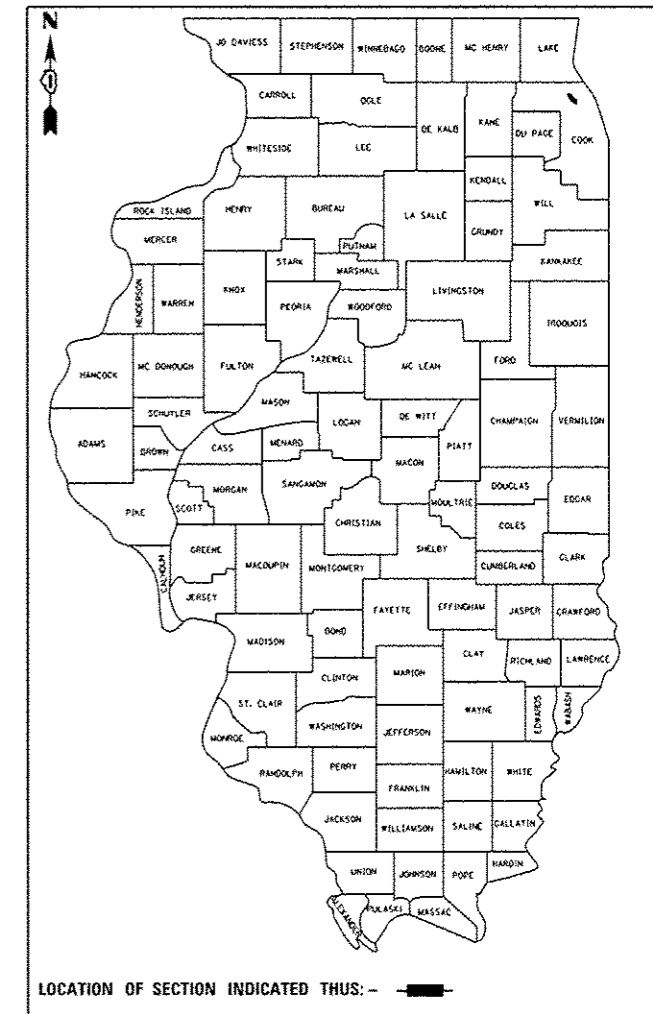 N
JO DAVIESS STEPHENSON WINNEBAGO BOONE MC HENRY LAKE
CARROLL OGLE DE KALB KANE DU PAGE COOK
WHITESIDE LEE KENDALL WILL
ROCK ISLAND HENRY BUREAU LA SALLE GRUNDY
MERCER PUTNAM KANKAKEE
STARK MARSHALL
HENDERSON WARREN KNOX PEORIA WOODFORD LIVINGSTON IROQUOIS
HANCOCK MC DONOUGH FULTON TAZEWELL MC LEAN FORD
MASON
SCHUYLER LOGAN DE WITT CHAMPAIGN VERMILION
ADAMS BROWN CASS MENARD PIATT
MACON
PIKE SCOTT MORGAN SANGAMON MOULTRIE DOUGLAS EDGAR
CHRISTIAN COLES
CALHOUN GREENE MACOUPIN MONTGOMERY SHELBY CUMBERLAND CLARK
JERSEY FAYETTE EFFINGHAM JASPER CRAWFORD
MADISON BOND
CLINTON MARION CLAY RICHLAND LAWRENCE
ST. CLAIR WASHINGTON WAYNE EDWARDS WABASH
MONROE JEFFERSON
RANDOLPH PERRY HAMILTON WHITE
FRANKLIN
JACKSON WILLIAMSON SALINE GALLATIN
UNION JOHNSON POPE HARDIN
ALEXANDER PULASKI MASSAC
LOCATION OF SECTION INDICATED THUS: -